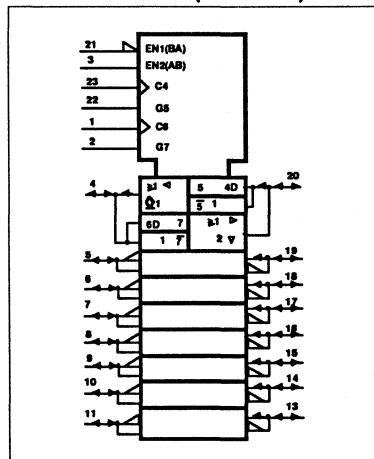 21 EN1(BA)
3 EN2(AB)
23 C4
22 G5
1 C6
2 G7
4 ≥1 5 4D 20
1 5 1
6D 7 ≥1
1 7 2
5 19
6 18
7 17
8 16
9 15
10 14
11 13